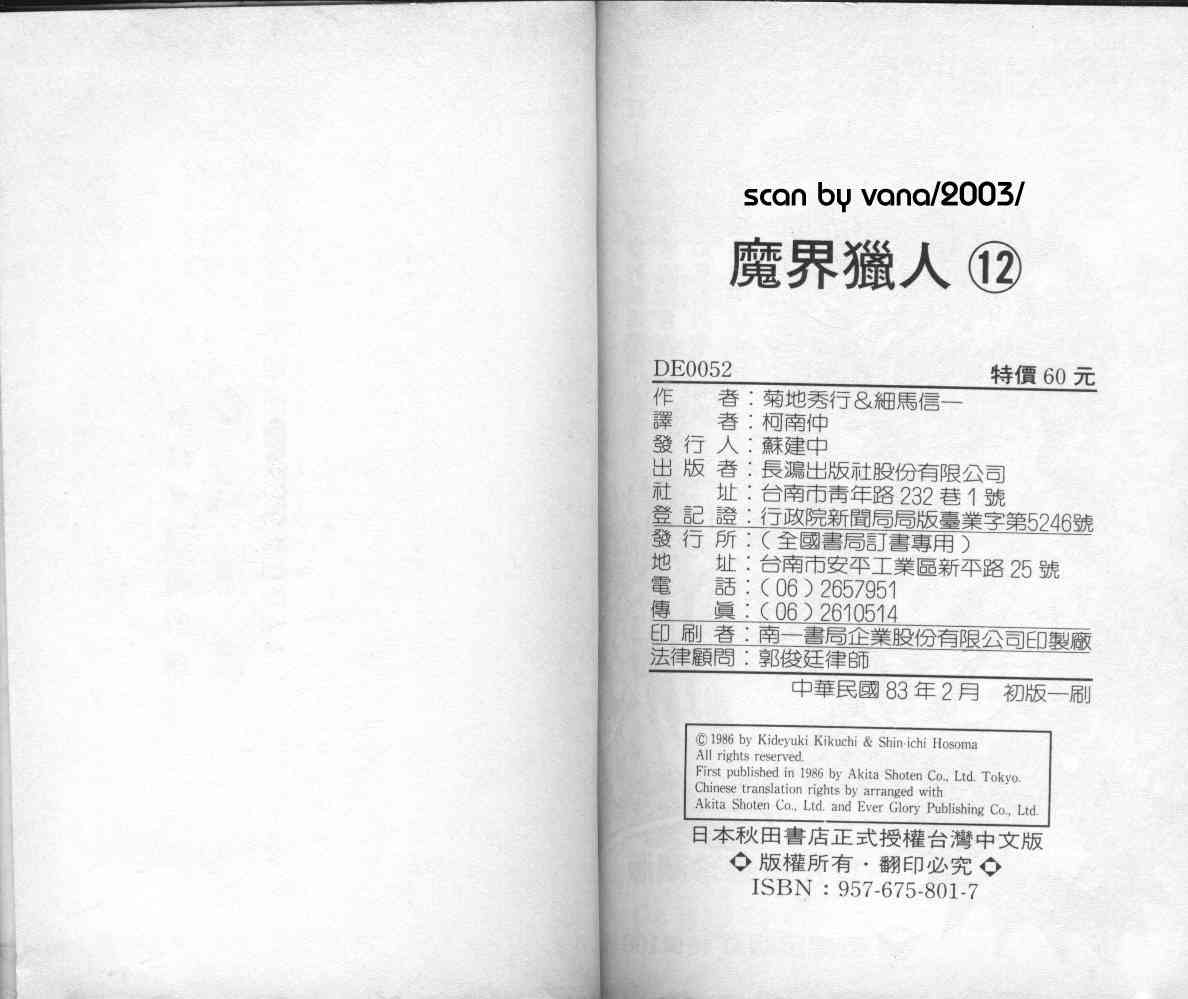 scan by vana/2003/
魔界獵人 ⑫
DE0052 特價 60 元
作者：菊地秀行＆細馬信一
譯者：柯南仲
發行人：蘇建中
出版者：長鴻出版社股份有限公司
社址：台南市青年路 232 巷 1 號
登記證：行政院新聞局局版臺業字第5246號
發行所：(全國書局訂書專用)
地址：台南市安平工業區新平路 25 號
電話：(06)2657951
傳眞：(06)2610514
印刷者：南一書局企業股份有限公司印製廠
法律顧問：郭俊廷律師
中華民國 83 年 2 月 初版一刷
© 1986 by Kideyuki Kikuchi & Shin-ichi Hosoma
All rights reserved.
First published in 1986 by Akita Shoten Co., Ltd. Tokyo.
Chinese translation rights by arranged with
Akita Shoten Co., Ltd. and Ever Glory Publishing Co., Ltd.
日本秋田書店正式授權台灣中文版
版權所有・翻印必究
ISBN : 957-675-801-7